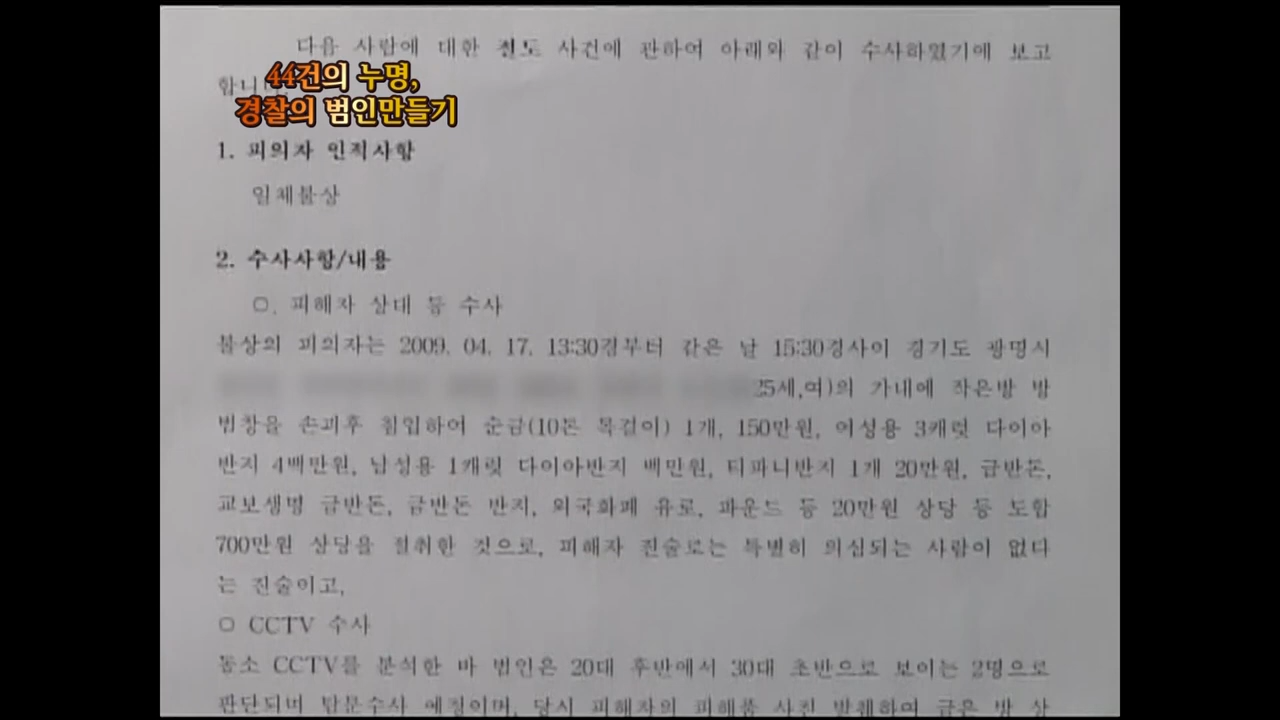 다음 사람에 대한 절도 사건에 관하여 아래와 같이 수사하였기에 보고
합니다.
44건의 누명,
경찰의 범인만들기
1. 피의자 인적사항
일체불상
2. 수사사항/내용
○. 피해자 상대 등 수사
불상의 피의자는 2009. 04. 17. 13:30경부터 같은 날 15:30경사이 경기도 광명시
25세,여)의 가내에 작은방 방
범창을 손괴후 침입하여 순금(10돈 목걸이) 1개, 150만원, 여성용 3캐럿 다이아
반지 4백만원, 남성용 1캐럿 다이아반지 백만원, 티파니반지 1개 20만원, 금반돈,
교보생명 금반돈, 금반돈 반지, 외국화폐 유로, 파운드 등 20만원 상당 등 도합
700만원 상당을 절취한 것으로, 피해자 진술로는 특별히 의심되는 사람이 없다
는 진술이고,
○ CCTV 수사
동소 CCTV를 분석한 바 범인은 20대 후반에서 30대 초반으로 보이는 2명으로
판단되며 탐문수사 예정이며, 당시 피해자의 피해품 사진 발췌하여 금은 방 상